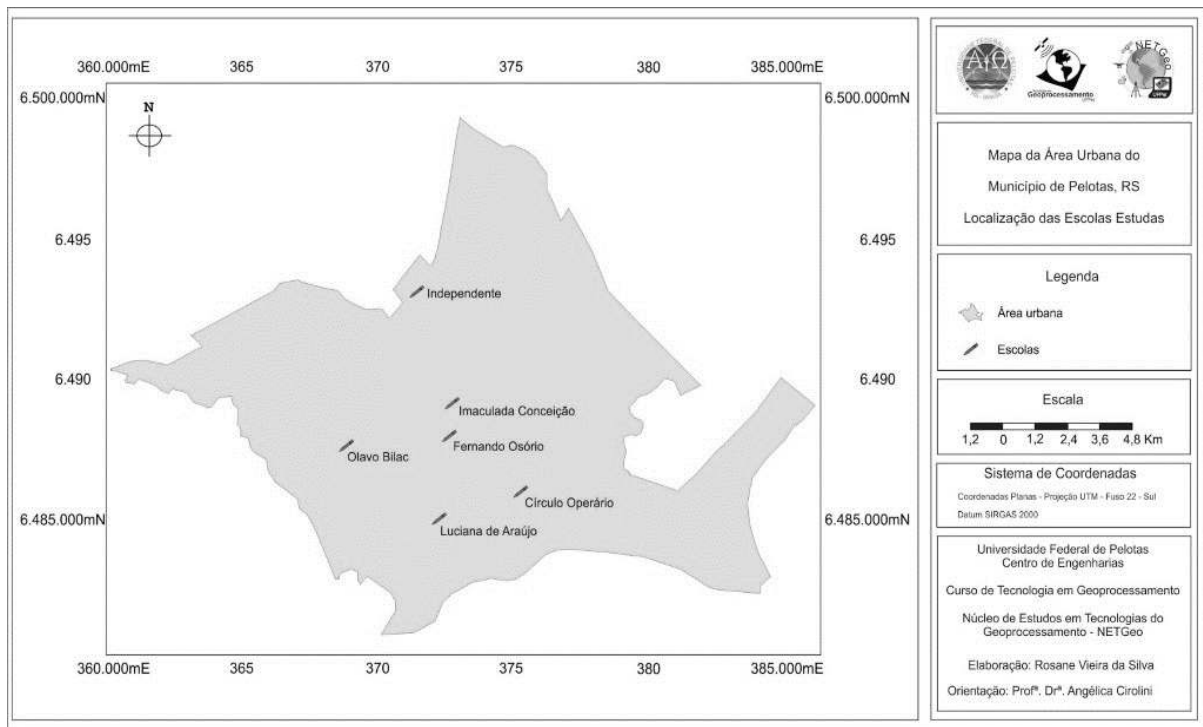 360.000mE 365 370 375 380 385.000mE
6.500.000mN 6.500.000mN
N
6.495 6.495
Independente
6.490 6.490
Imaculada Conceição
Fernando Osório
Olavo Bilac
Círculo Operário
6.485.000mN 6.485.000mN
Luciana de Araújo
360.000mE 365 370 375 380 385.000mE
Geoprocessamento
NETGeo
Mapa da Área Urbana do
Município de Pelotas, RS
Localização das Escolas Estudas
Legenda
Área urbana
Escolas
Escala
1,2 0 1,2 2,4 3,6 4,8 Km
Sistema de Coordenadas
Coordenadas Planas - Projeção UTM - Fuso 22 - Sul
Datum SIRGAS 2000
Universidade Federal de Pelotas
Centro de Engenharias
Curso de Tecnologia em Geoprocessamento
Núcleo de Estudos em Tecnologias do
Geoprocessamento - NETGeo
Elaboração: Rosane Vieira da Silva
Orientação: Profª. Drª. Angélica Cirolini